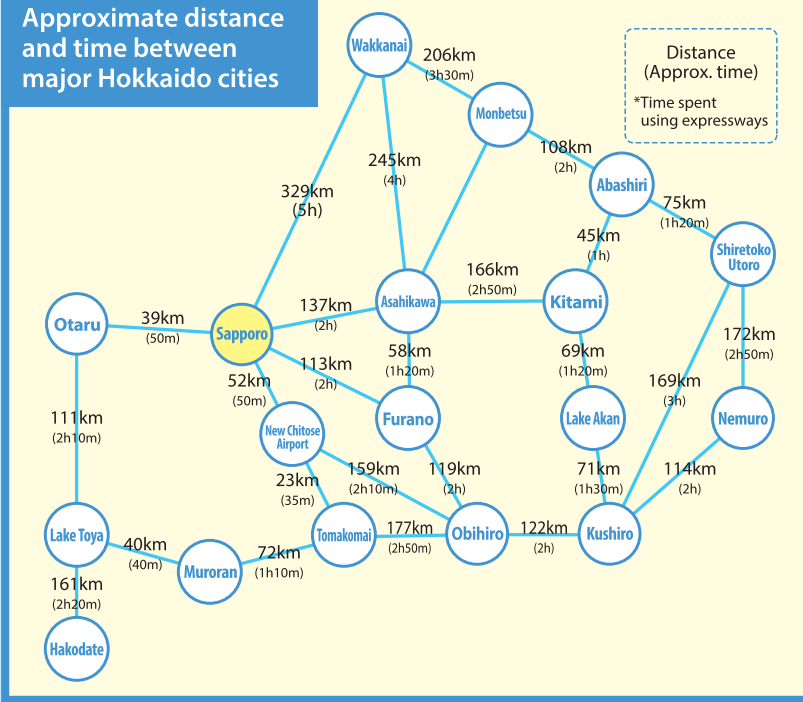 Approximate distance
and time between
major Hokkaido cities
Distance
(Approx. time)
*Time spent
using expressways
Wakkanai
206km
(3h30m)
Monbetsu
108km
(2h)
Abashiri
75km
(1h20m)
Shiretoko
Utoro
329km
(5h)
245km
(4h)
45km
(1h)
166km
(2h50m)
Asahikawa
Kitami
Otaru
39km
(50m)
Sapporo
137km
(2h)
113km
(2h)
58km
(1h20m)
69km
(1h20m)
172km
(2h50m)
169km
(3h)
52km
(50m)
111km
(2h10m)
New Chitose
Airport
Furano
Lake Akan
Nemuro
23km
(35m)
159km
(2h10m)
119km
(2h)
71km
(1h30m)
114km
(2h)
Lake Toya
40km
(40m)
Muroran
72km
(1h10m)
Tomakomai
177km
(2h50m)
Obihiro
122km
(2h)
Kushiro
161km
(2h20m)
Hakodate